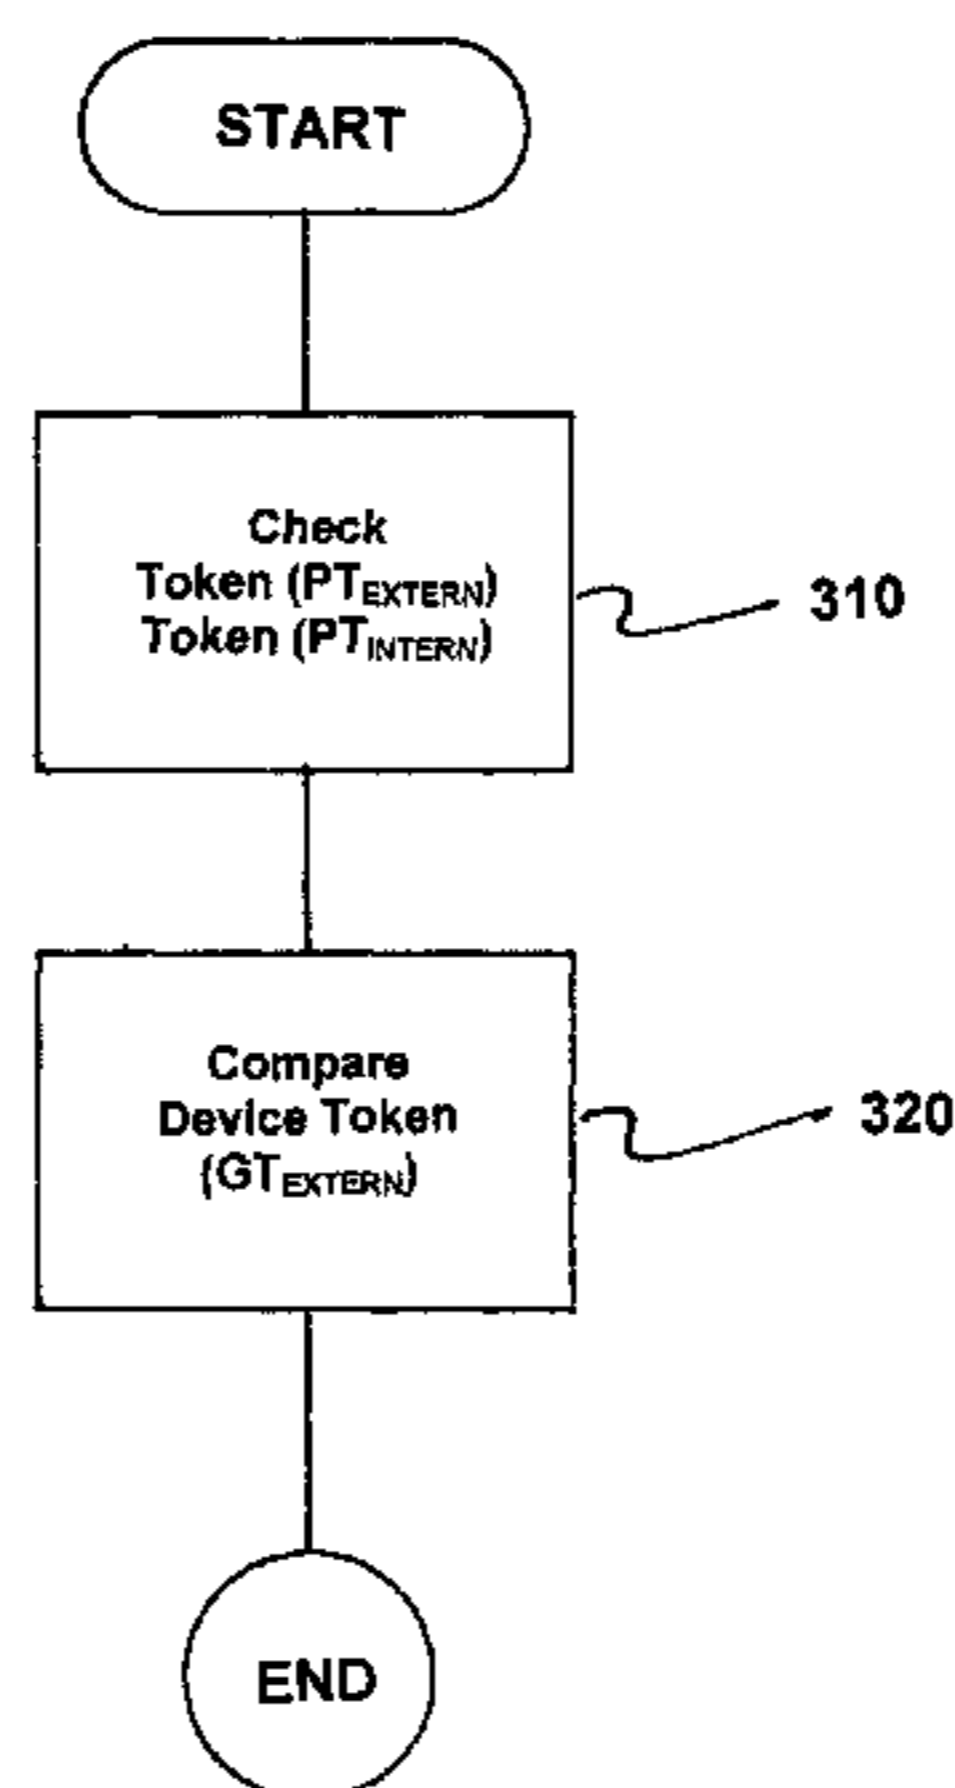 START
Check
Token (PTEXTERN)
Token (PTINTERN)
310
Compare
Device Token
(GTEXTERN)
320
END